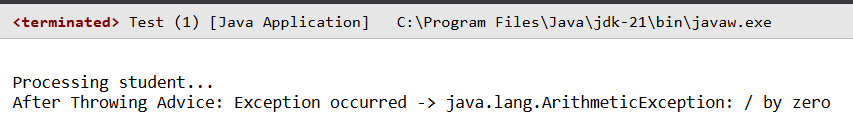 <terminated> Test (1) [Java Application] C:\Program Files\Java\jdk-21\bin\javaw.exe
Processing student...
After Throwing Advice: Exception occurred -> java.lang.ArithmeticException: / by zero